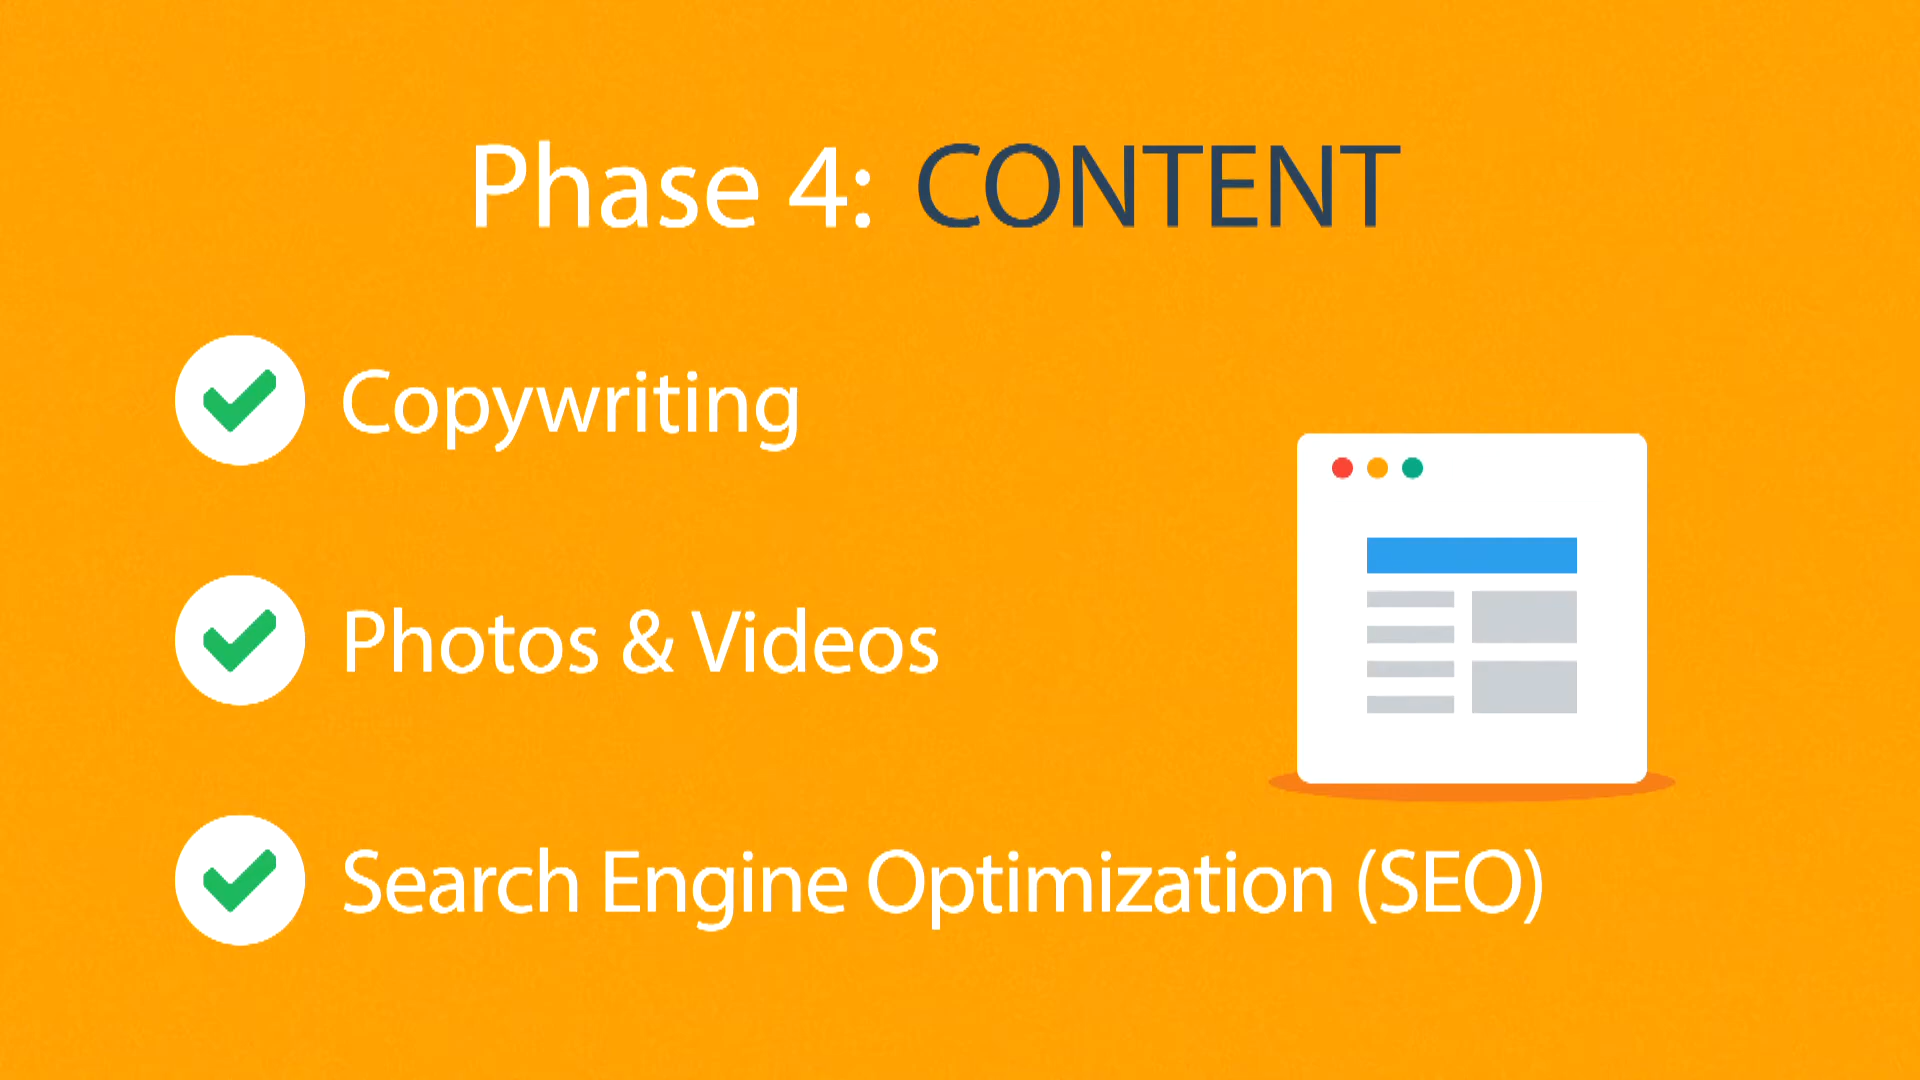 Phase 4: CONTENT
Copywriting
Photos & Videos
Search Engine Optimization (SEO)